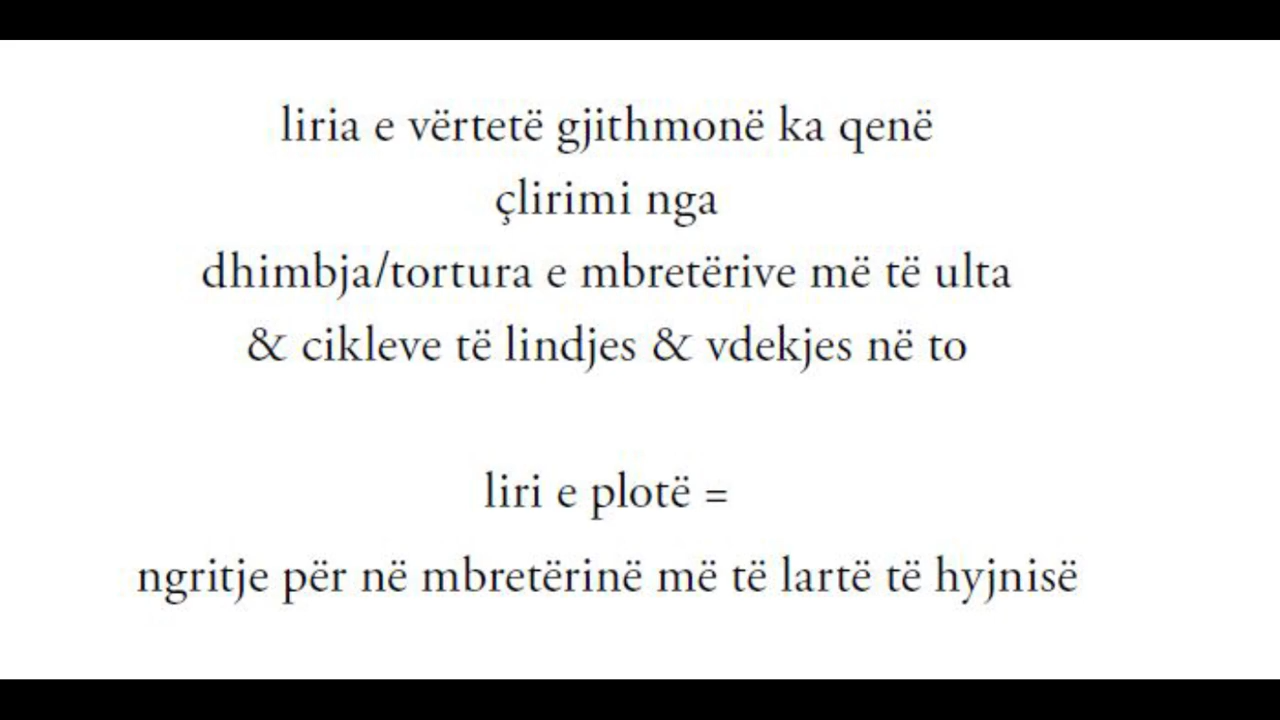 liria e vërtetë gjithmonë ka qenë
çlirimi nga
dhimbja/tortura e mbretërive më të ulta
& cikleve të lindjes & vdekjes në to
liri e plotë =
ngritje për në mbretërinë më të lartë të hyjnisë